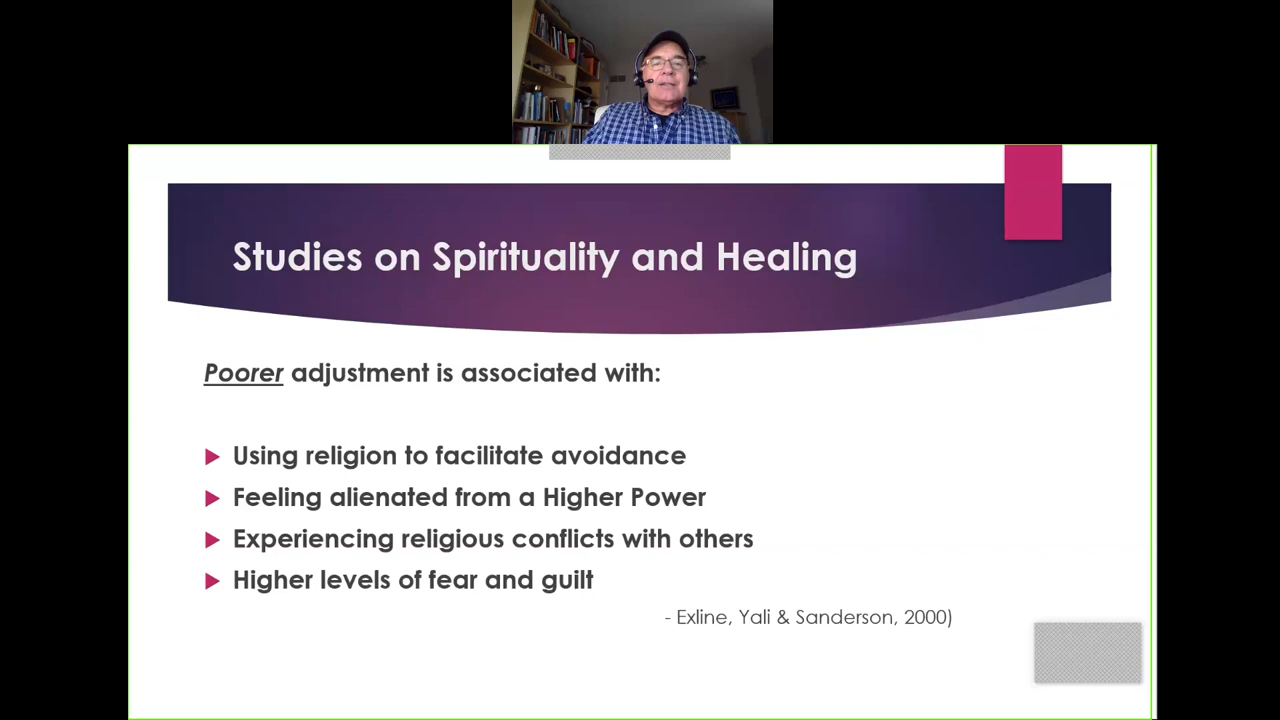 Studies on Spirituality and Healing
Poorer adjustment is associated with:
Using religion to facilitate avoidance
Feeling alienated from a Higher Power
Experiencing religious conflicts with others
Higher levels of fear and guilt
- Exline, Yali & Sanderson, 2000)